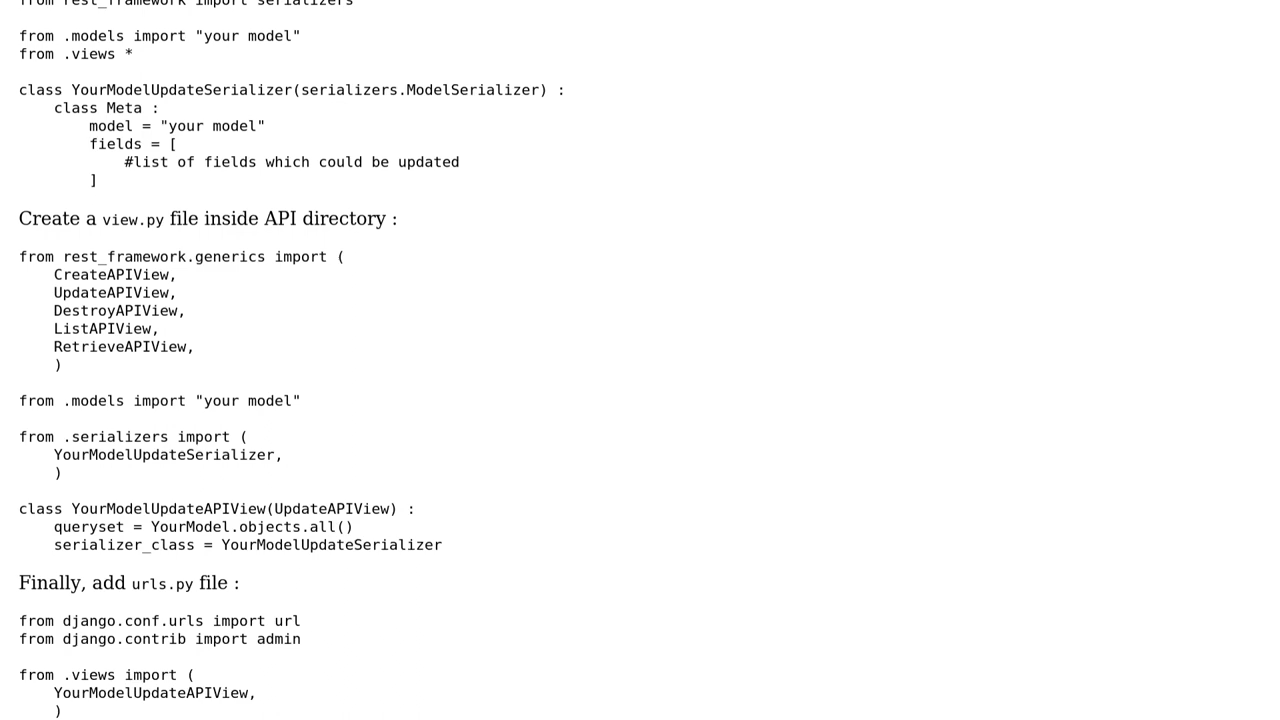 from rest_framework import serializers
from .models import "your model"
from .views *
class YourModelUpdateSerializer(serializers.ModelSerializer) :
    class Meta :
        model = "your model"
        fields = [
            #list of fields which could be updated
        ]
Create a view.py file inside API directory :
from rest_framework.generics import (
    CreateAPIView,
    UpdateAPIView,
    DestroyAPIView,
    ListAPIView,
    RetrieveAPIView,
    )
from .models import "your model"
from .serializers import (
    YourModelUpdateSerializer,
    )
class YourModelUpdateAPIView(UpdateAPIView) :
    queryset = YourModel.objects.all()
    serializer_class = YourModelUpdateSerializer
Finally, add urls.py file :
from django.conf.urls import url
from django.contrib import admin
from .views import (
    YourModelUpdateAPIView,
    )